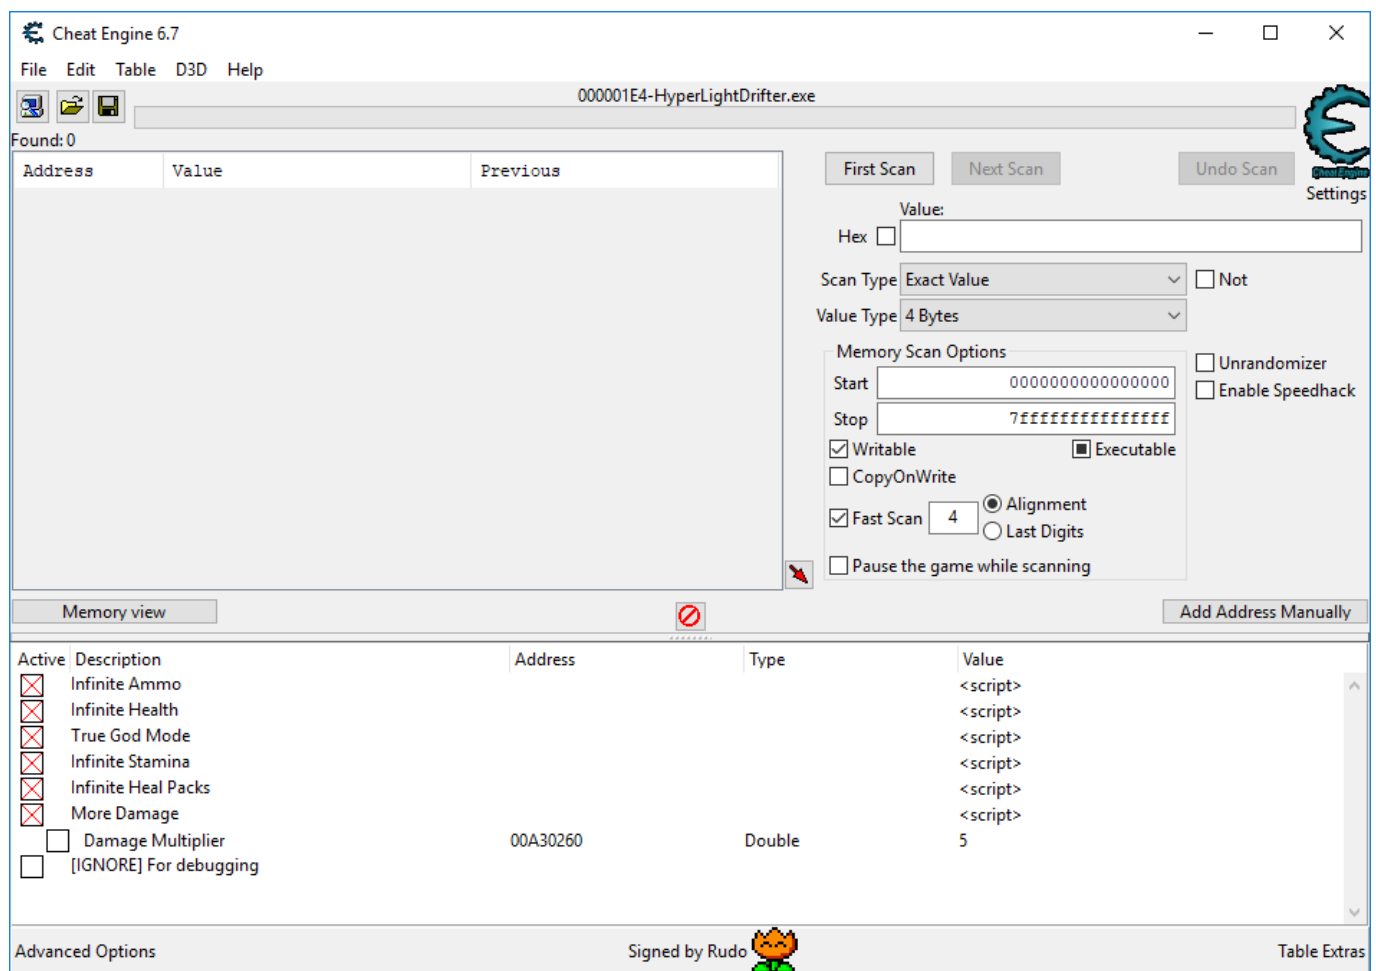 Cheat Engine 6.7
File Edit Table D3D Help
000001E4-HyperLightDrifter.exe
Found: 0
Address Value Previous
First Scan Next Scan Undo Scan
Cheat Engine
Settings
Value:
Hex
Scan Type Exact Value Not
Value Type 4 Bytes
Memory Scan Options
Unrandomizer
Start 0000000000000000
Enable Speedhack
Stop 7fffffffffffffff
Writable Executable
CopyOnWrite
Fast Scan 4 Alignment
Last Digits
Pause the game while scanning
Memory view Add Address Manually
Active Description Address Type Value
Infinite Ammo <script>
Infinite Health <script>
True God Mode <script>
Infinite Stamina <script>
Infinite Heal Packs <script>
More Damage <script>
Damage Multiplier 00A30260 Double 5
[IGNORE] For debugging
Advanced Options Signed by Rudo Table Extras